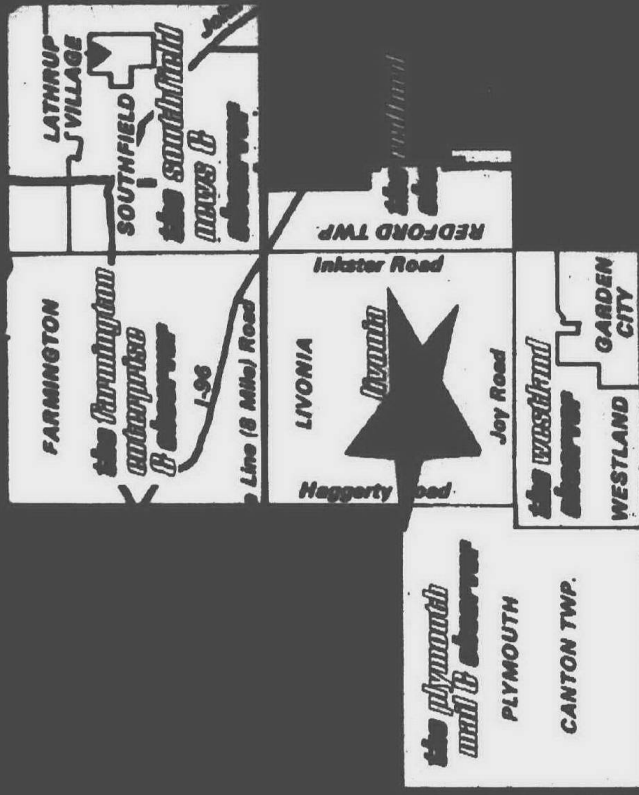 LATHRUP
VILLAGE
SOUTHFIELD
the southfield
news &
observer
FARMINGTON
the farmington
enterprise
& observer
I-96
Line (8 Mile) Road
the redford
REDFORD TWP
Inkster Road
LIVONIA
livonia
Joy Road
Haggerty
the westland
observer
WESTLAND
GARDEN
CITY
the plymouth
mail & observer
PLYMOUTH
CANTON TWP.